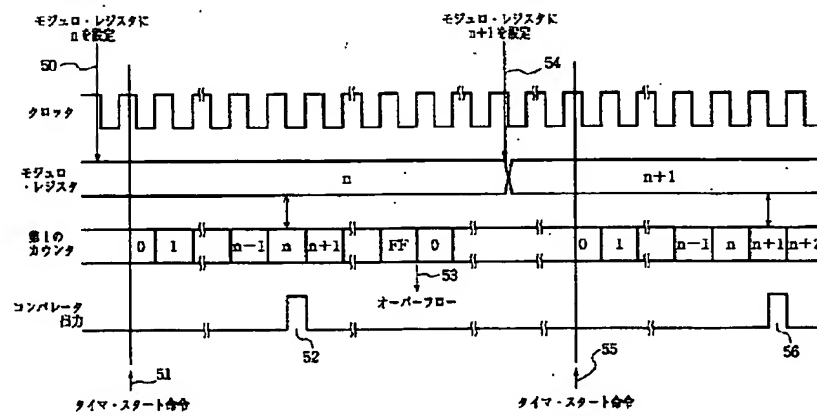 モジュロ・レジスタに
nを設定
モジュロ・レジスタに
n+1を設定
50
54
クロック
モジュロ
・レジスタ
n
n+1
第1の
カウンタ
0 1 n-1 n n+1 FF 0 0 1 n-1 n n+1 n+2
53
オーバーフロー
コンパレータ
出力
52
56
51
55
タイマ・スタート命令
タイマ・スタート命令